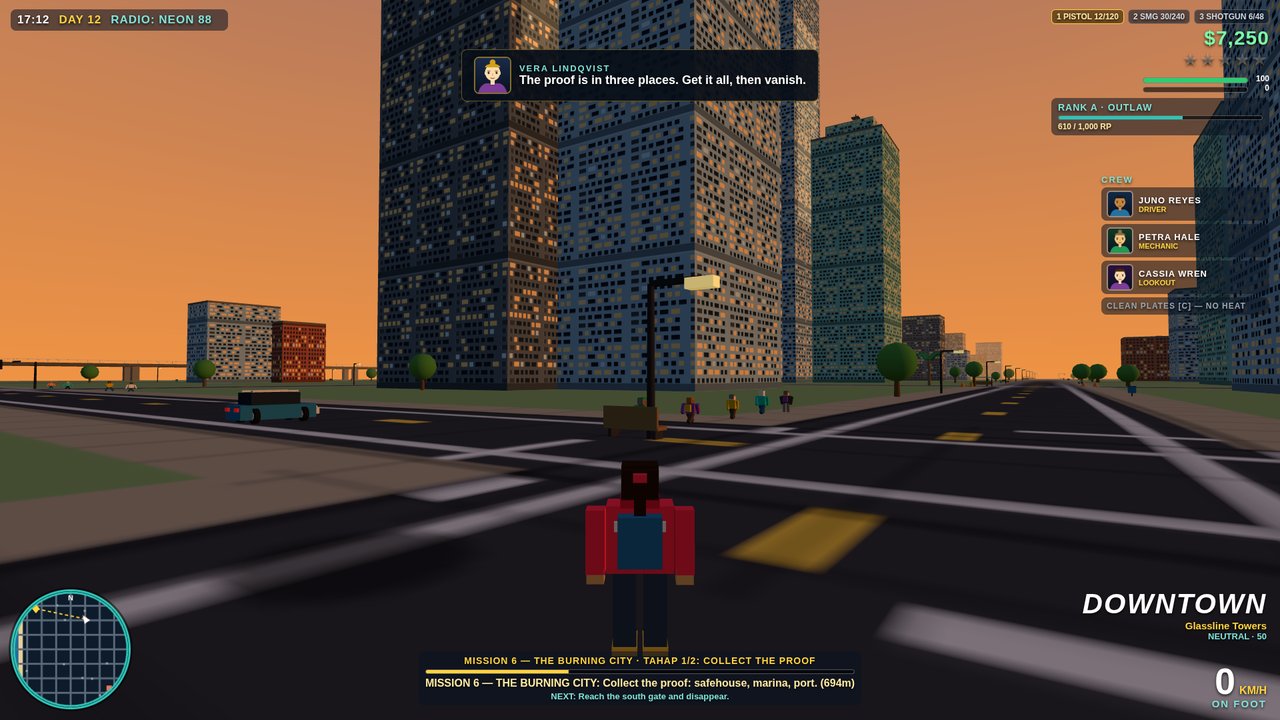 17:12 DAY 12 RADIO: NEON 88
1 PISTOL 12/120 2 SMG 30/240 3 SHOTGUN 6/48
$7,250
100
0
RANK A · OUTLAW
610 / 1,000 RP
VERA LINDQVIST
The proof is in three places. Get it all, then vanish.
CREW
JUNO REYES
DRIVER
PETRA HALE
MECHANIC
CASSIA WREN
LOOKOUT
CLEAN PLATES [C] — NO HEAT
N
DOWNTOWN
Glassline Towers
NEUTRAL · 50
MISSION 6 — THE BURNING CITY · TAHAP 1/2: COLLECT THE PROOF
MISSION 6 — THE BURNING CITY: Collect the proof: safehouse, marina, port. (694m)
NEXT: Reach the south gate and disappear.
0 KM/H
ON FOOT